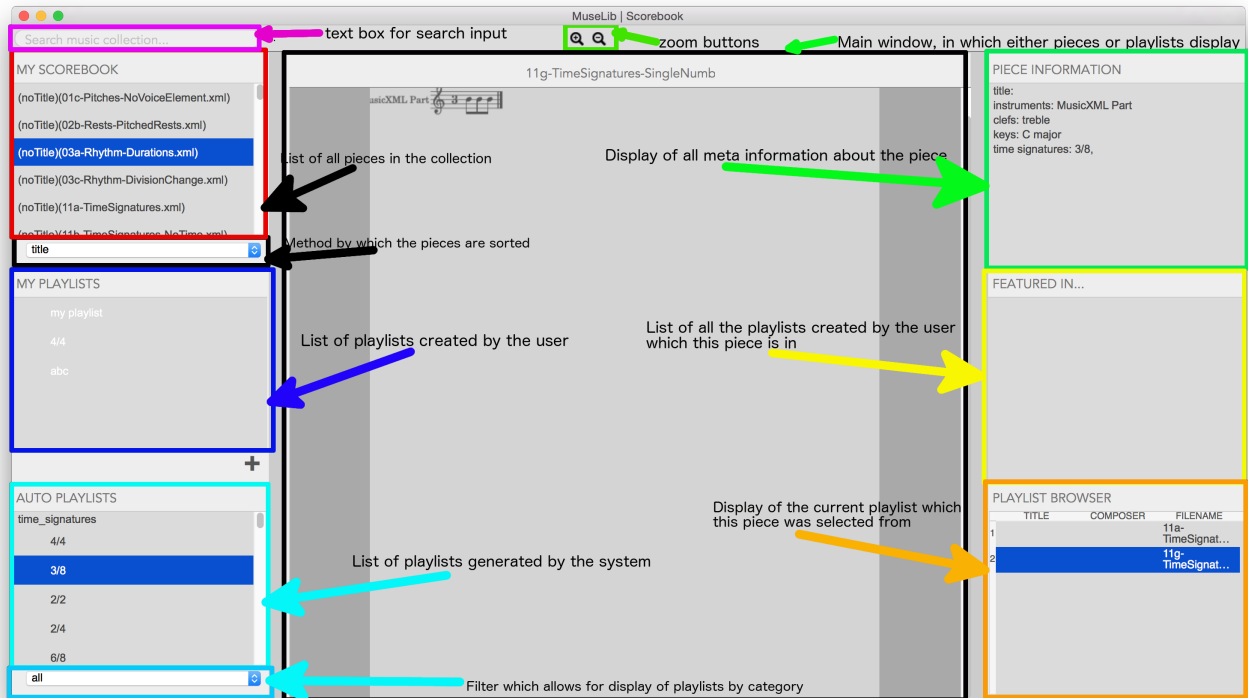 MuseLib | Scorebook
Search music collection...
text box for search input
zoom buttons
Main window, in which either pieces or playlists display
MY SCOREBOOK
(noTitle)(01c-Pitches-NoVoiceElement.xml)
(noTitle)(02b-Rests-PitchedRests.xml)
(noTitle)(03a-Rhythm-Durations.xml)
(noTitle)(03c-Rhythm-DivisionChange.xml)
(noTitle)(11a-TimeSignatures.xml)
(noTitle)(11b-TimeSignatures-NoTime.xml)
title
List of all pieces in the collection
Method by which the pieces are sorted
MY PLAYLISTS
my playlist
4/4
abc
List of playlists created by the user
AUTO PLAYLISTS
time_signatures
4/4
3/8
2/2
2/4
6/8
all
List of playlists generated by the system
Filter which allows for display of playlists by category
11g-TimeSignatures-SingleNumb
usicXML Part 3
Display of all meta information about the piece
List of all the playlists created by the user
which this piece is in
Display of the current playlist which
this piece was selected from
PIECE INFORMATION
title:
instruments: MusicXML Part
clefs: treble
keys: C major
time signatures: 3/8,
FEATURED IN...
PLAYLIST BROWSER
TITLE COMPOSER FILENAME
1 11a-
TimeSignat...
2 11g-
TimeSignat...